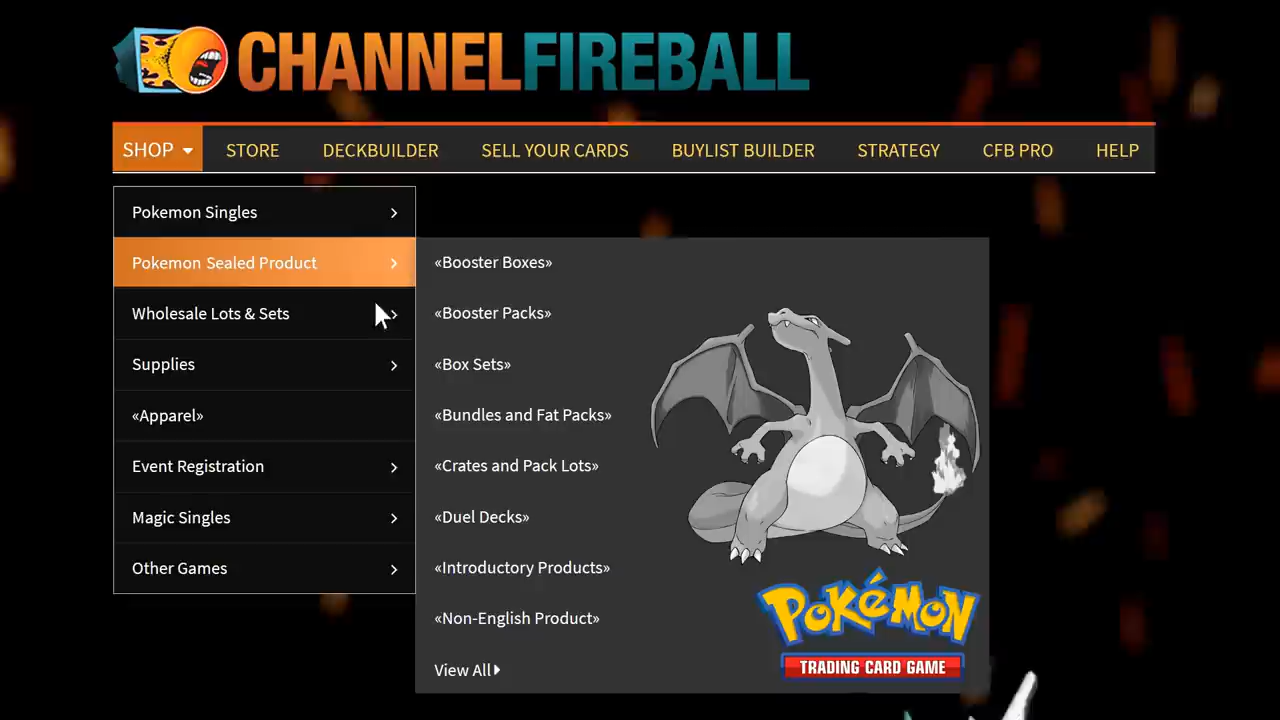 CHANNELFIREBALL
SHOP
STORE
DECKBUILDER
SELL YOUR CARDS
BUYLIST BUILDER
STRATEGY
CFB PRO
HELP
Pokemon Singles
Pokemon Sealed Product
Wholesale Lots & Sets
Supplies
«Apparel»
Event Registration
Magic Singles
Other Games
«Booster Boxes»
«Booster Packs»
«Box Sets»
«Bundles and Fat Packs»
«Crates and Pack Lots»
«Duel Decks»
«Introductory Products»
«Non-English Product»
View All
POKéMON
TRADING CARD GAME